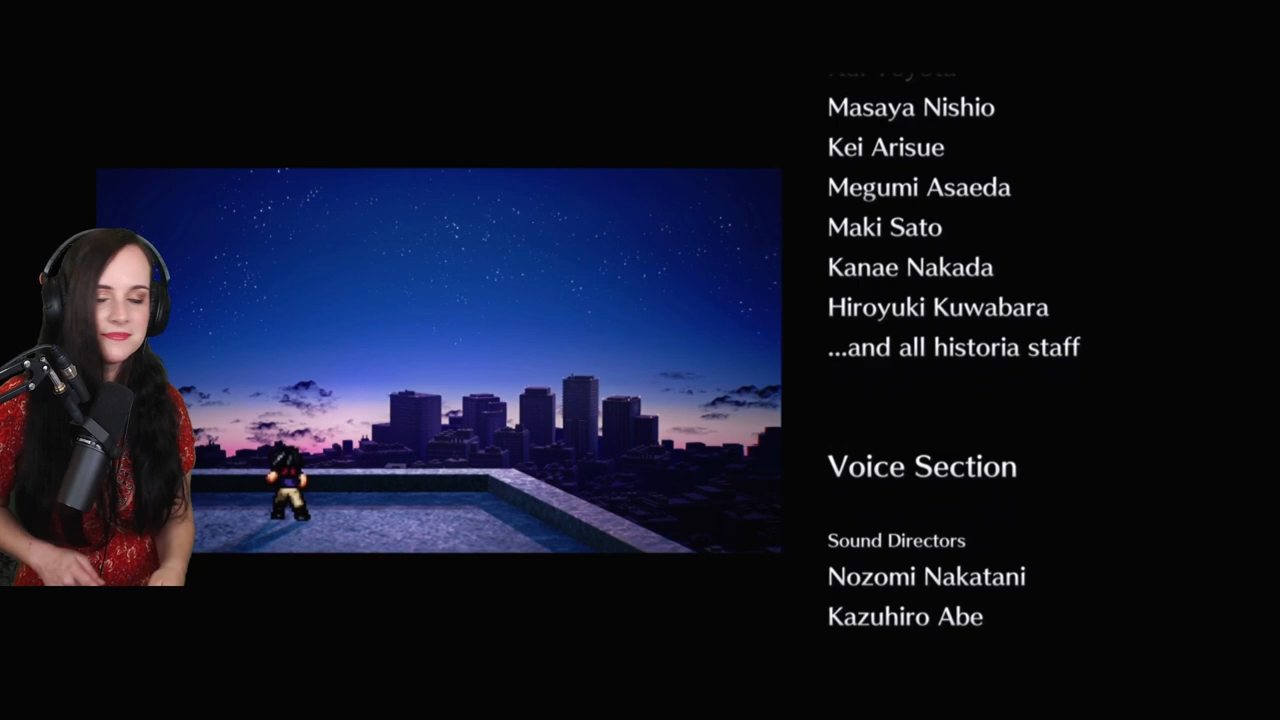 Masaya Nishio
Kei Arisue
Megumi Asaeda
Maki Sato
Kanae Nakada
Hiroyuki Kuwabara
...and all historia staff
Voice Section
Sound Directors
Nozomi Nakatani
Kazuhiro Abe